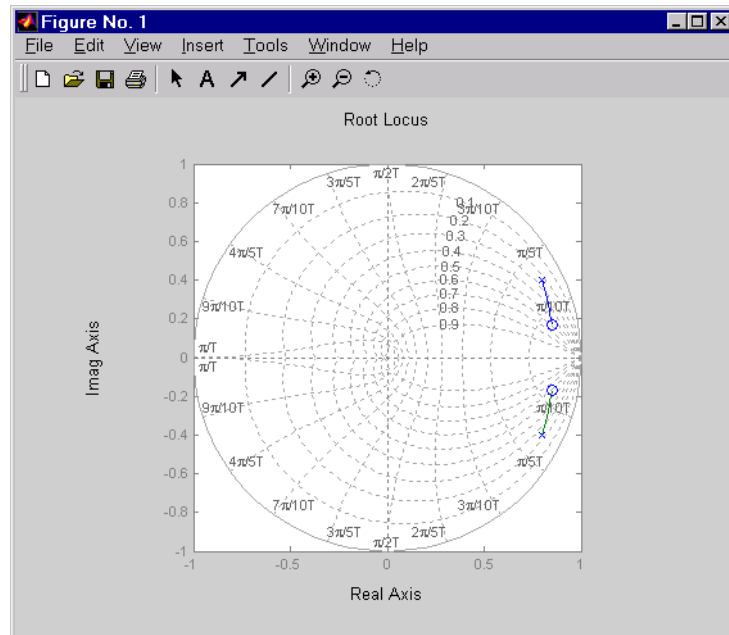 Figure No. 1
File Edit View Insert Tools Window Help
A
Root Locus
1
0.8
0.6
0.4
0.2
0
-0.2
-0.4
-0.6
-0.8
-1
-1 -0.5 0 0.5 1
Imag Axis
Real Axis
π/2T
3π/5T 2π/5T
7π/10T 3π/10T
4π/5T π/5T
9π/10T π/10T
π/T
π/T
9π/10T π/10T
4π/5T π/5T
7π/10T 3π/10T
3π/5T 2π/5T
π/2T
0.1
0.2
0.3
0.4
0.5
0.6
0.7
0.8
0.9